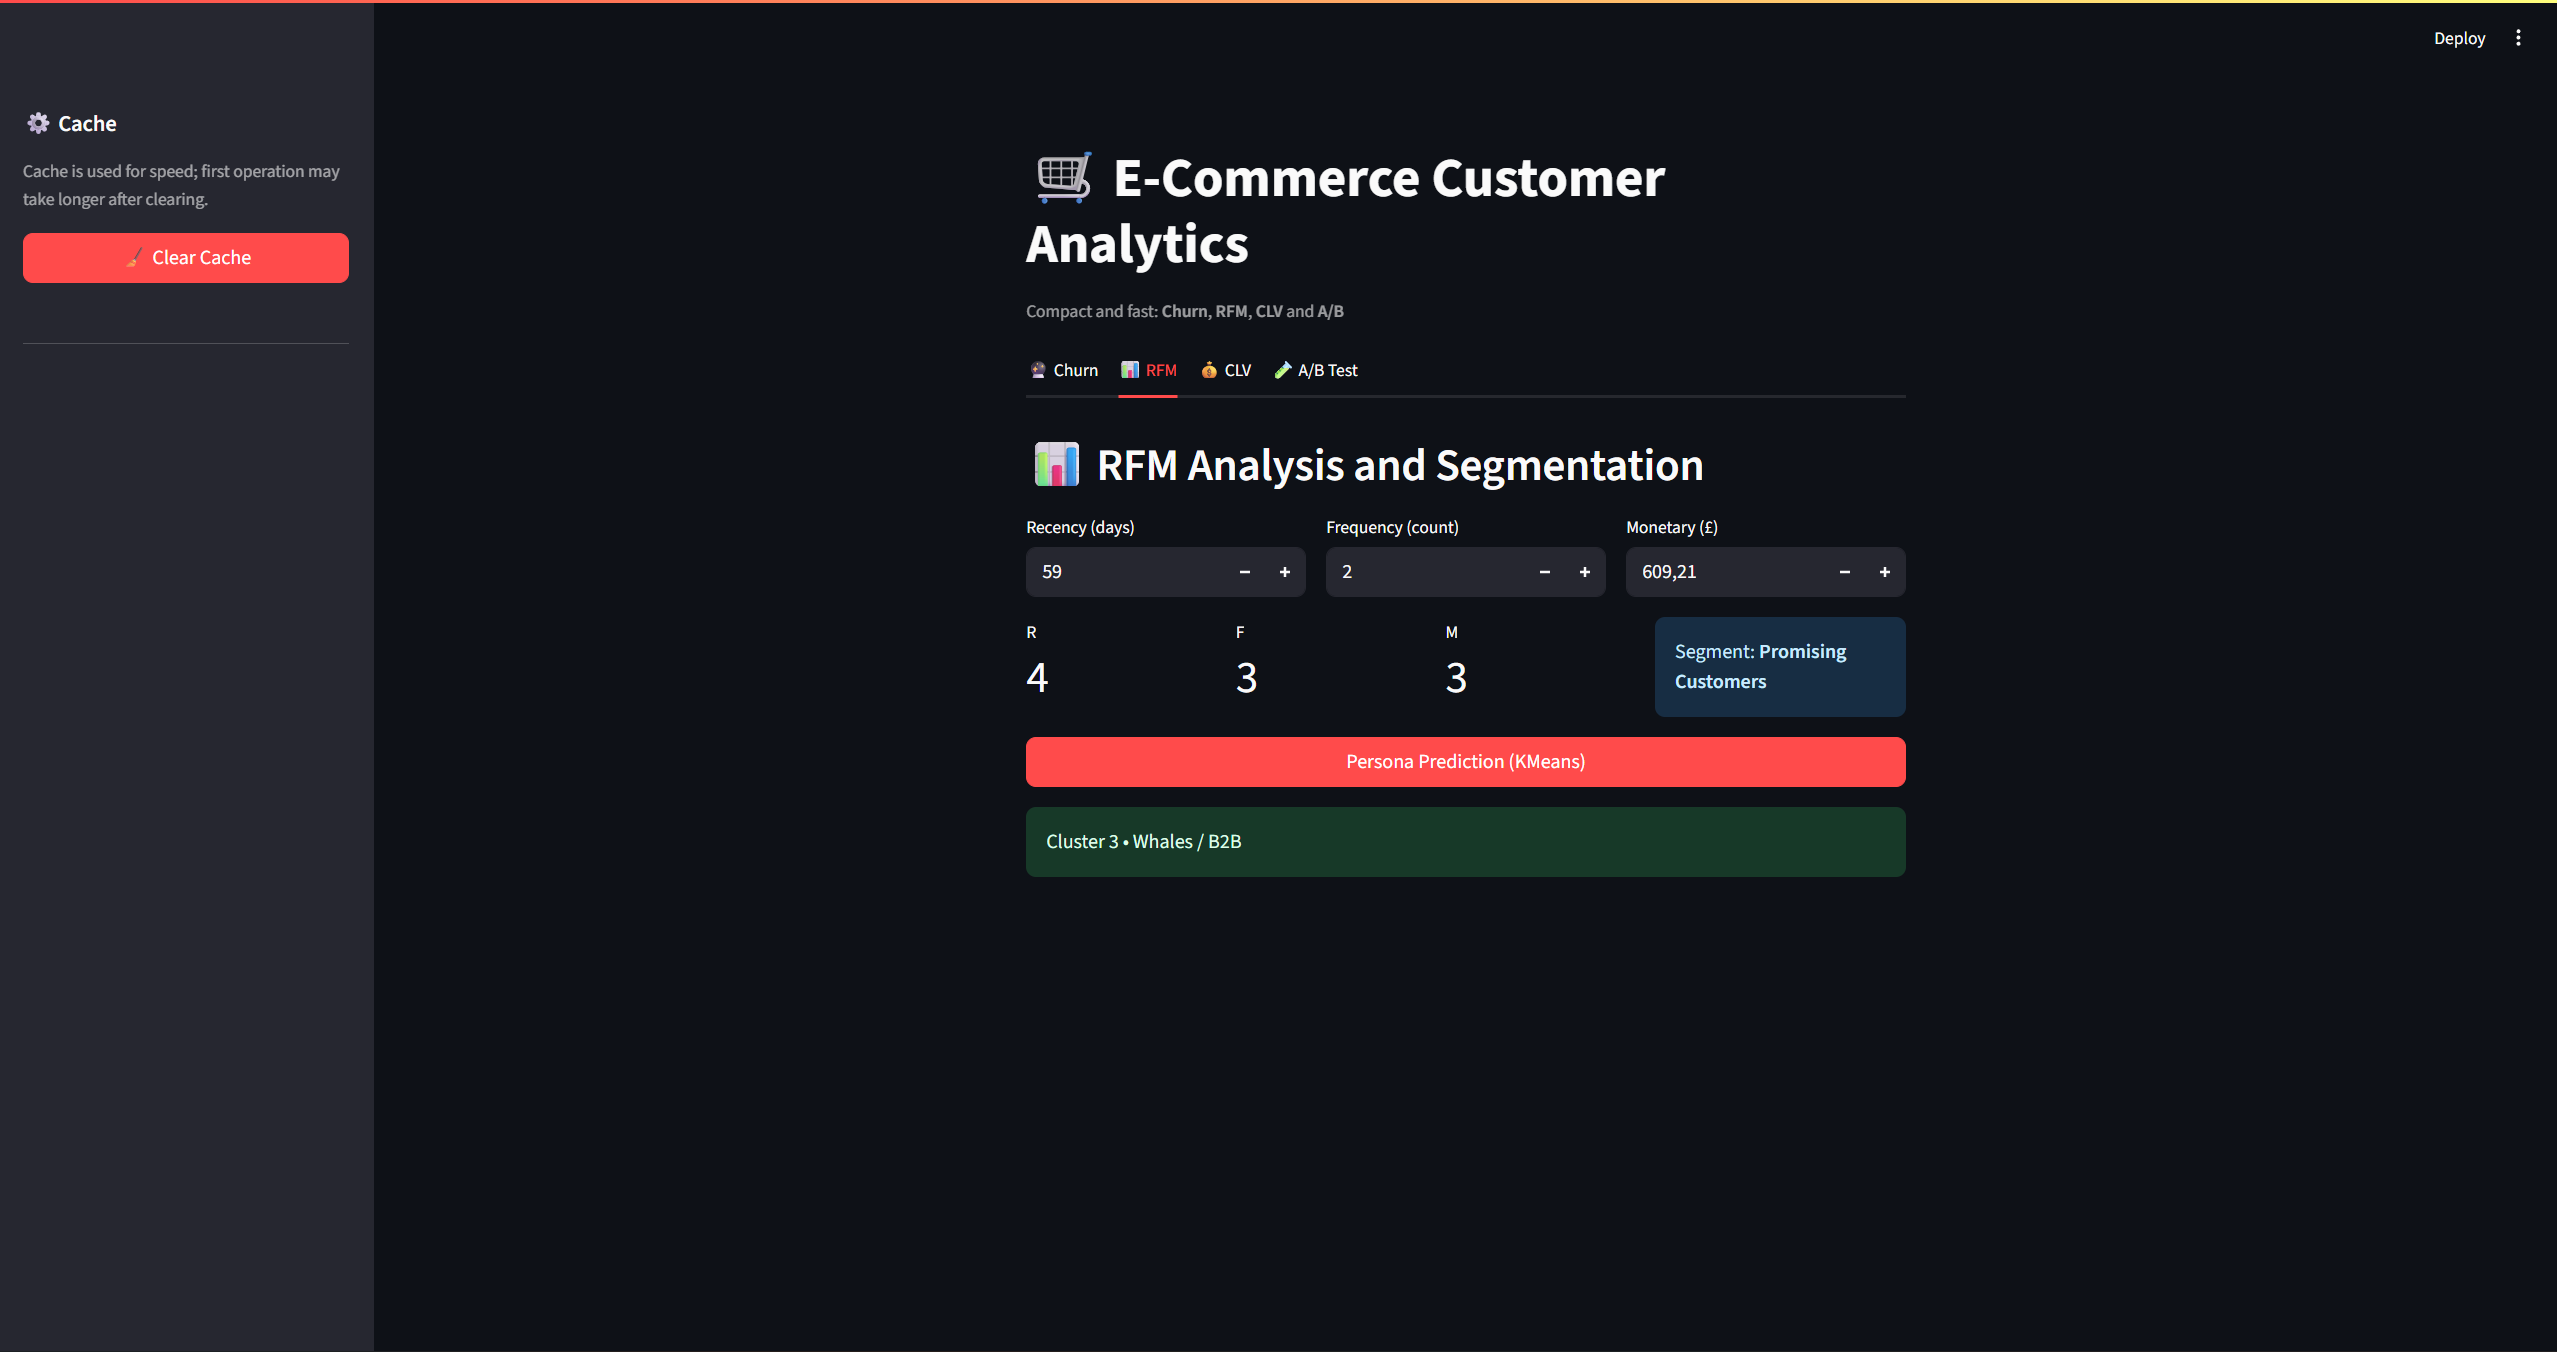 Deploy
Cache
Cache is used for speed; first operation may
take longer after clearing.
Clear Cache
E-Commerce Customer
Analytics
Compact and fast: Churn, RFM, CLV and A/B
Churn RFM CLV A/B Test
RFM Analysis and Segmentation
Recency (days) Frequency (count) Monetary (£)
59 2 609,21
R F M
4 3 3
Segment: Promising
Customers
Persona Prediction (KMeans)
Cluster 3 • Whales / B2B